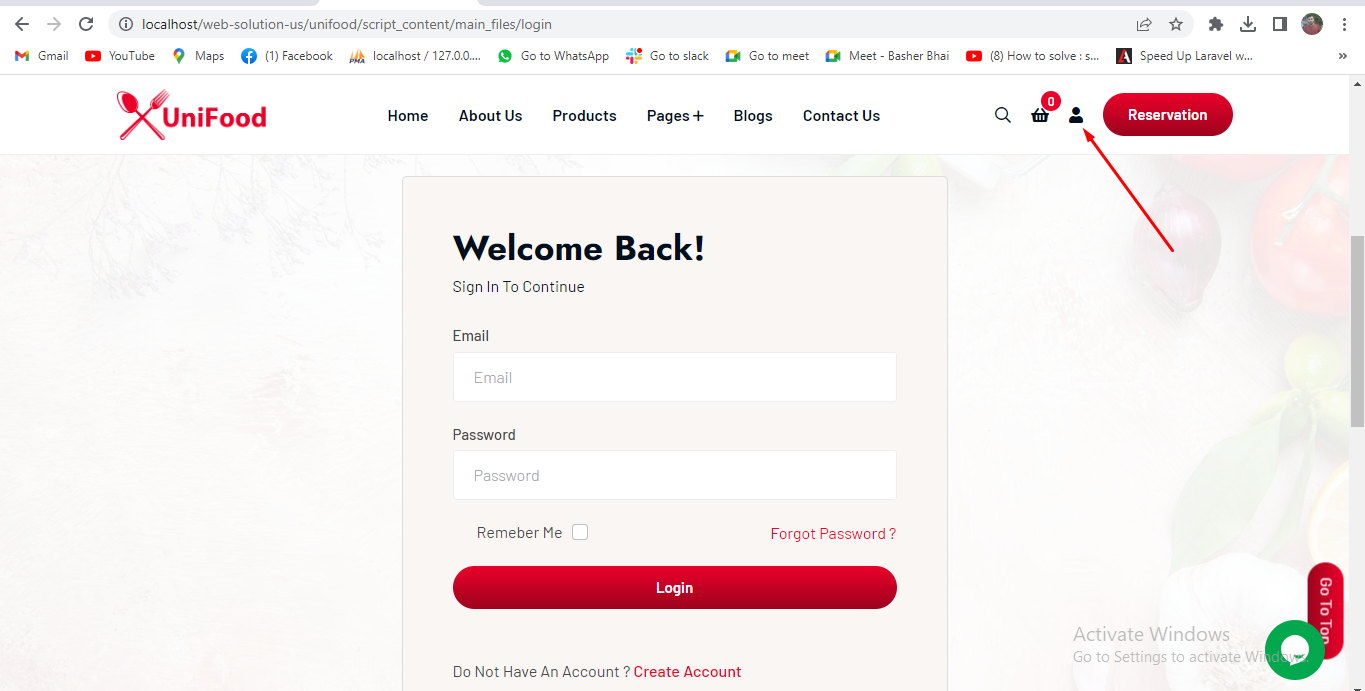 localhost/web-solution-us/unifood/script_content/main_files/login
Gmail YouTube Maps (1) Facebook localhost / 127.0.0.... Go to WhatsApp Go to slack Go to meet Meet - Basher Bhai (8) How to solve : s... Speed Up Laravel w... »
UniFood Home About Us Products Pages + Blogs Contact Us 0 Reservation
Welcome Back!
Sign In To Continue
Email
Email
Password
Password
Remeber Me Forgot Password ?
Login
Go To Top
Activate Windows
Go to Settings to activate Windows.
Do Not Have An Account ? Create Account